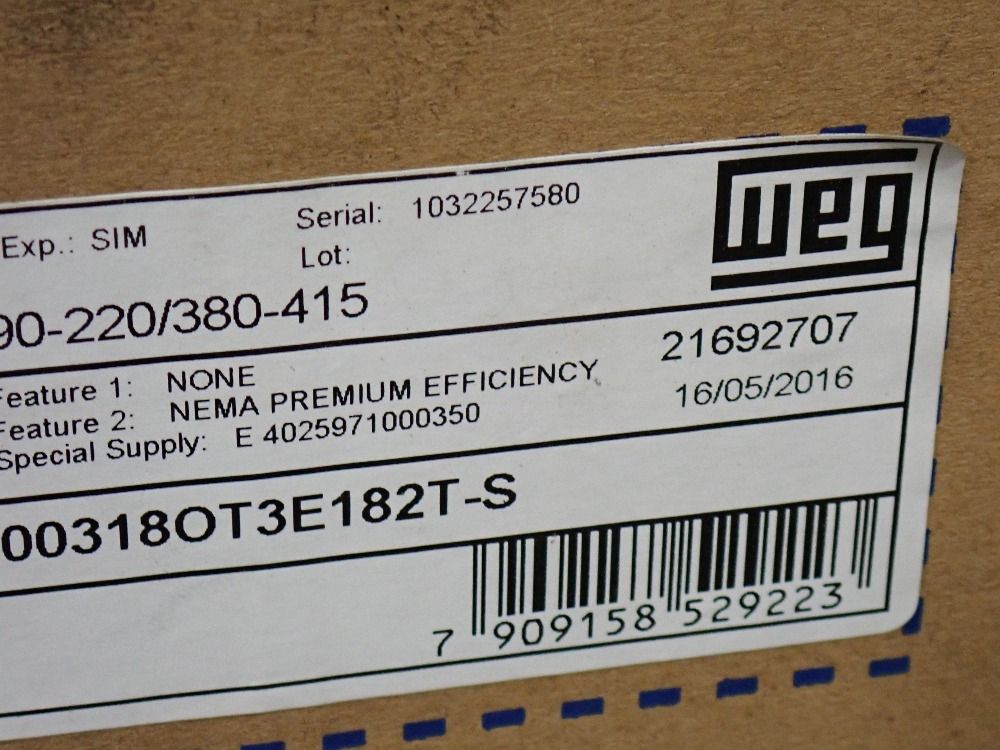 Exp.: SIM
Serial: 1032257580
Lot:
weg
90-220/380-415
Feature 1: NONE
Feature 2: NEMA PREMIUM EFFICIENCY
Special Supply: E 4025971000350
21692707
16/05/2016
00318OT3E182T-S
7 909158 529223